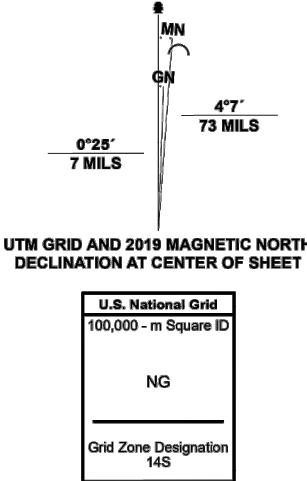 MN
GN
4°7´
73 MILS
0°25´
7 MILS
UTM GRID AND 2019 MAGNETIC NORTH
DECLINATION AT CENTER OF SHEET
U.S. National Grid
100,000 - m Square ID
NG
Grid Zone Designation
14S